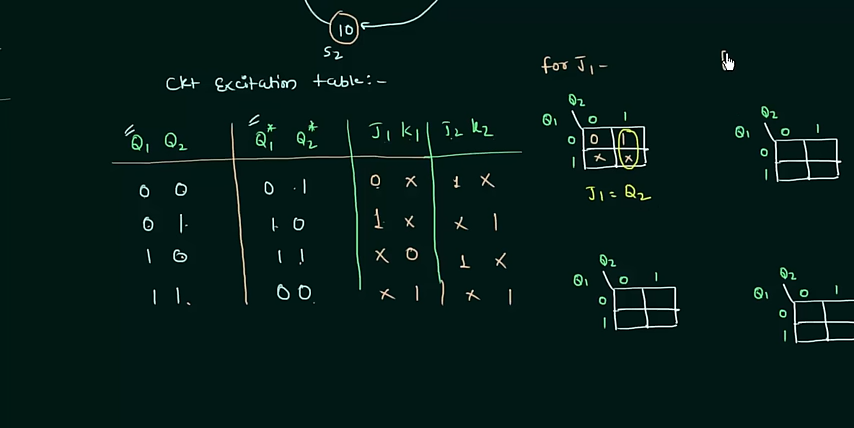 10
S2
Ckt Excitation table:-
for J1 -
Q1 Q2 Q1* Q2* J1 K1 J2 K2
0 0 0 1 0 x 1 x
0 1 1 0 1 x x 1
1 0 1 1 x 0 1 x
1 1 0 0 x 1 x 1
Q2
Q1 0 1
0 0 1
1 x x
J1 = Q2
Q2
Q1 0 1
0
1
Q2
Q1 0 1
0
1
Q2
Q1 0 1
0
1